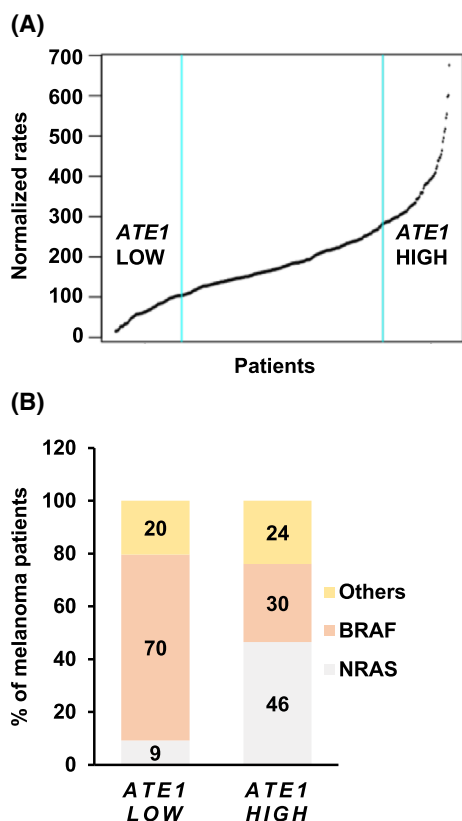 (A)
Normalized rates
700
600
500
400
300
200
100
0
ATE1
LOW
ATE1
HIGH
Patients
(B)
% of melanoma patients
120
100
80
60
40
20
0
20
70
9
24
30
46
Others
BRAF
NRAS
ATE1
LOW
ATE1
HIGH